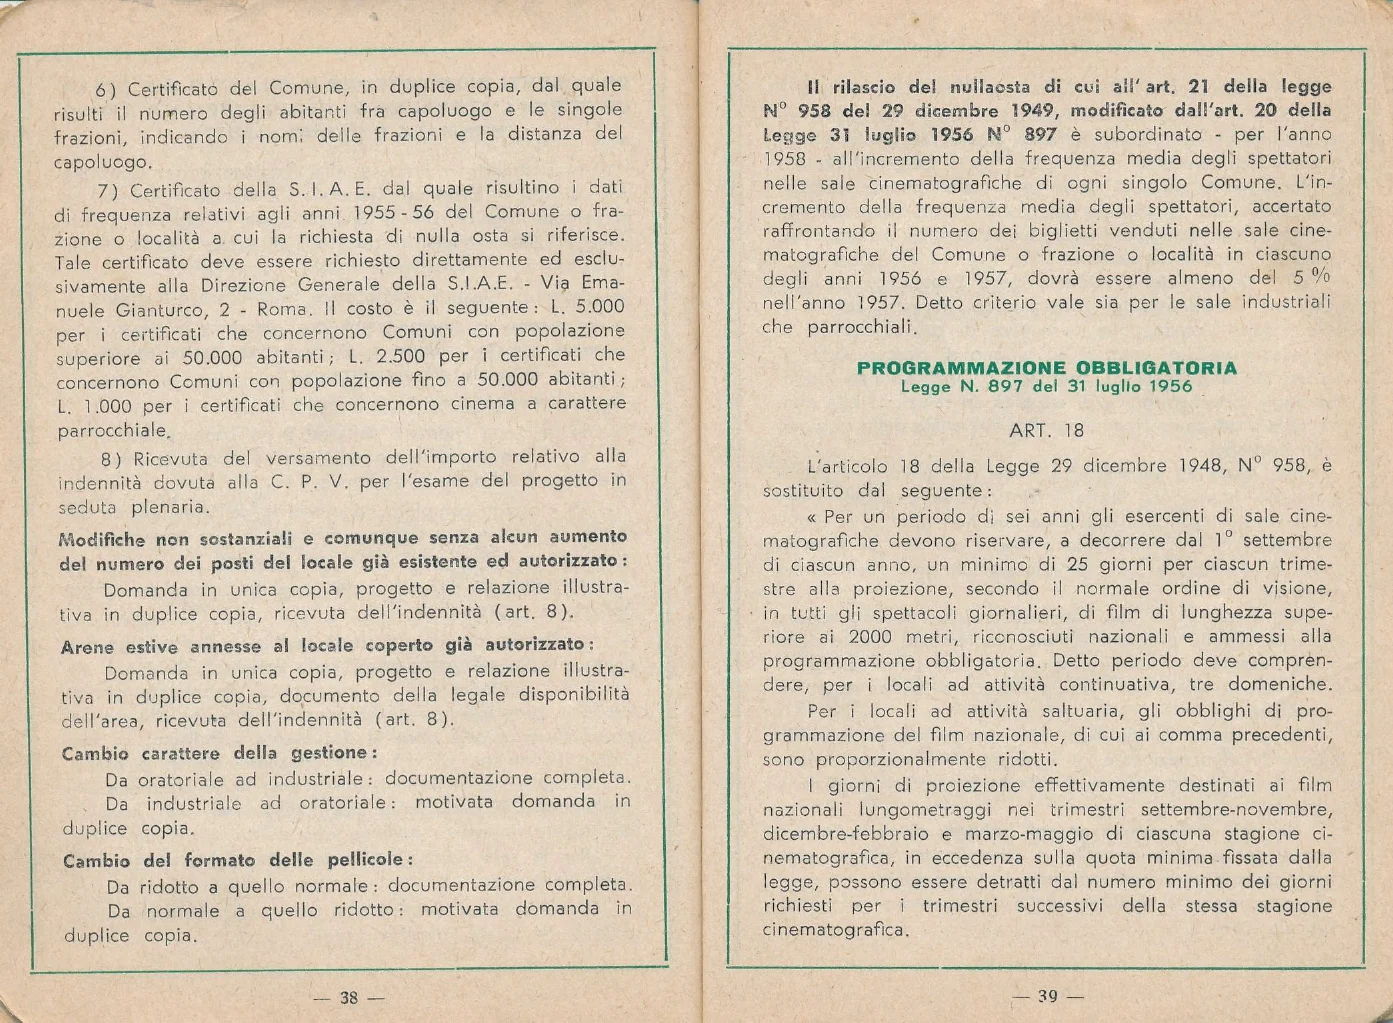 6) Certificato del Comune, in duplice copia, dal quale
risulti il numero degli abitanti fra capoluogo e le singole
frazioni, indicando i nomi delle frazioni e la distanza del
capoluogo.
7) Certificato della S. I. A. E. dal quale risultino i dati
di frequenza relativi agli anni 1955 - 56 del Comune o fra-
zione o località a cui la richiesta di nulla osta si riferisce.
Tale certificato deve essere richiesto direttamente ed esclu-
sivamente alla Direzione Generale della S.I.A.E. - Via Ema-
nuele Gianturco, 2 - Roma. Il costo è il seguente : L. 5.000
per i certificati che concernono Comuni con popolazione
superiore ai 50.000 abitanti ; L. 2.500 per i certificati che
concernono Comuni con popolazione fino a 50.000 abitanti ;
L. 1.000 per i certificati che concernono cinema a carattere
parrocchiale.
8) Ricevuta del versamento dell'importo relativo alla
indennità dovuta alla C. P. V. per l'esame del progetto in
seduta plenaria.
Modifiche non sostanziali e comunque senza alcun aumento
del numero dei posti del locale già esistente ed autorizzato :
Domanda in unica copia, progetto e relazione illustra-
tiva in duplice copia, ricevuta dell'indennità ( art. 8 ).
Arene estive annesse al locale coperto già autorizzato :
Domanda in unica copia, progetto e relazione illustra-
tiva in duplice copia, documento della legale disponibilità
dell'area, ricevuta dell'indennità ( art. 8 ).
Cambio carattere della gestione :
Da oratoriale ad industriale : documentazione completa.
Da industriale ad oratoriale : motivata domanda in
duplice copia.
Cambio del formato delle pellicole :
Da ridotto a quello normale : documentazione completa.
Da normale a quello ridotto : motivata domanda in
duplice copia.
— 38 —
Il rilascio del nullaosta di cui all' art. 21 della legge
N° 958 del 29 dicembre 1949, modificato dall'art. 20 della
Legge 31 luglio 1956 N° 897 è subordinato - per l'anno
1958 - all'incremento della frequenza media degli spettatori
nelle sale cinematografiche di ogni singolo Comune. L'in-
cremento della frequenza media degli spettatori, accertato
raffrontando il numero dei biglietti venduti nelle sale cine-
matografiche del Comune o frazione o località in ciascuno
degli anni 1956 e 1957, dovrà essere almeno del 5 %
nell'anno 1957. Detto criterio vale sia per le sale industriali
che parrocchiali.
PROGRAMMAZIONE OBBLIGATORIA
Legge N. 897 del 31 luglio 1956
ART. 18
L'articolo 18 della Legge 29 dicembre 1948, N° 958, è
sostituito dal seguente :
« Per un periodo di sei anni gli esercenti di sale cine-
matografiche devono riservare, a decorrere dal 1° settembre
di ciascun anno, un minimo di 25 giorni per ciascun trime-
stre alla proiezione, secondo il normale ordine di visione,
in tutti gli spettacoli giornalieri, di film di lunghezza supe-
riore ai 2000 metri, riconosciuti nazionali e ammessi alla
programmazione obbligatoria. Detto periodo deve compren-
dere, per i locali ad attività continuativa, tre domeniche.
Per i locali ad attività saltuaria, gli obblighi di pro-
grammazione del film nazionale, di cui ai comma precedenti,
sono proporzionalmente ridotti.
I giorni di proiezione effettivamente destinati ai film
nazionali lungometraggi nei trimestri settembre-novembre,
dicembre-febbraio e marzo-maggio di ciascuna stagione ci-
nematografica, in eccedenza sulla quota minima fissata dalla
legge, possono essere detratti dal numero minimo dei giorni
richiesti per i trimestri successivi della stessa stagione
cinematografica.
— 39 —